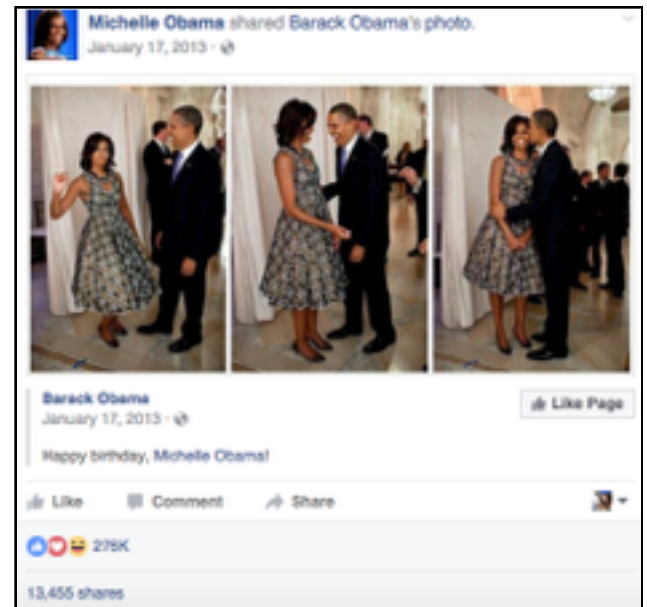 Michelle Obama shared Barack Obama's photo.
January 17, 2013 ·
Barack Obama
January 17, 2013 ·
Like Page
Happy birthday, Michelle Obama!
Like Comment Share
276K
13,455 shares